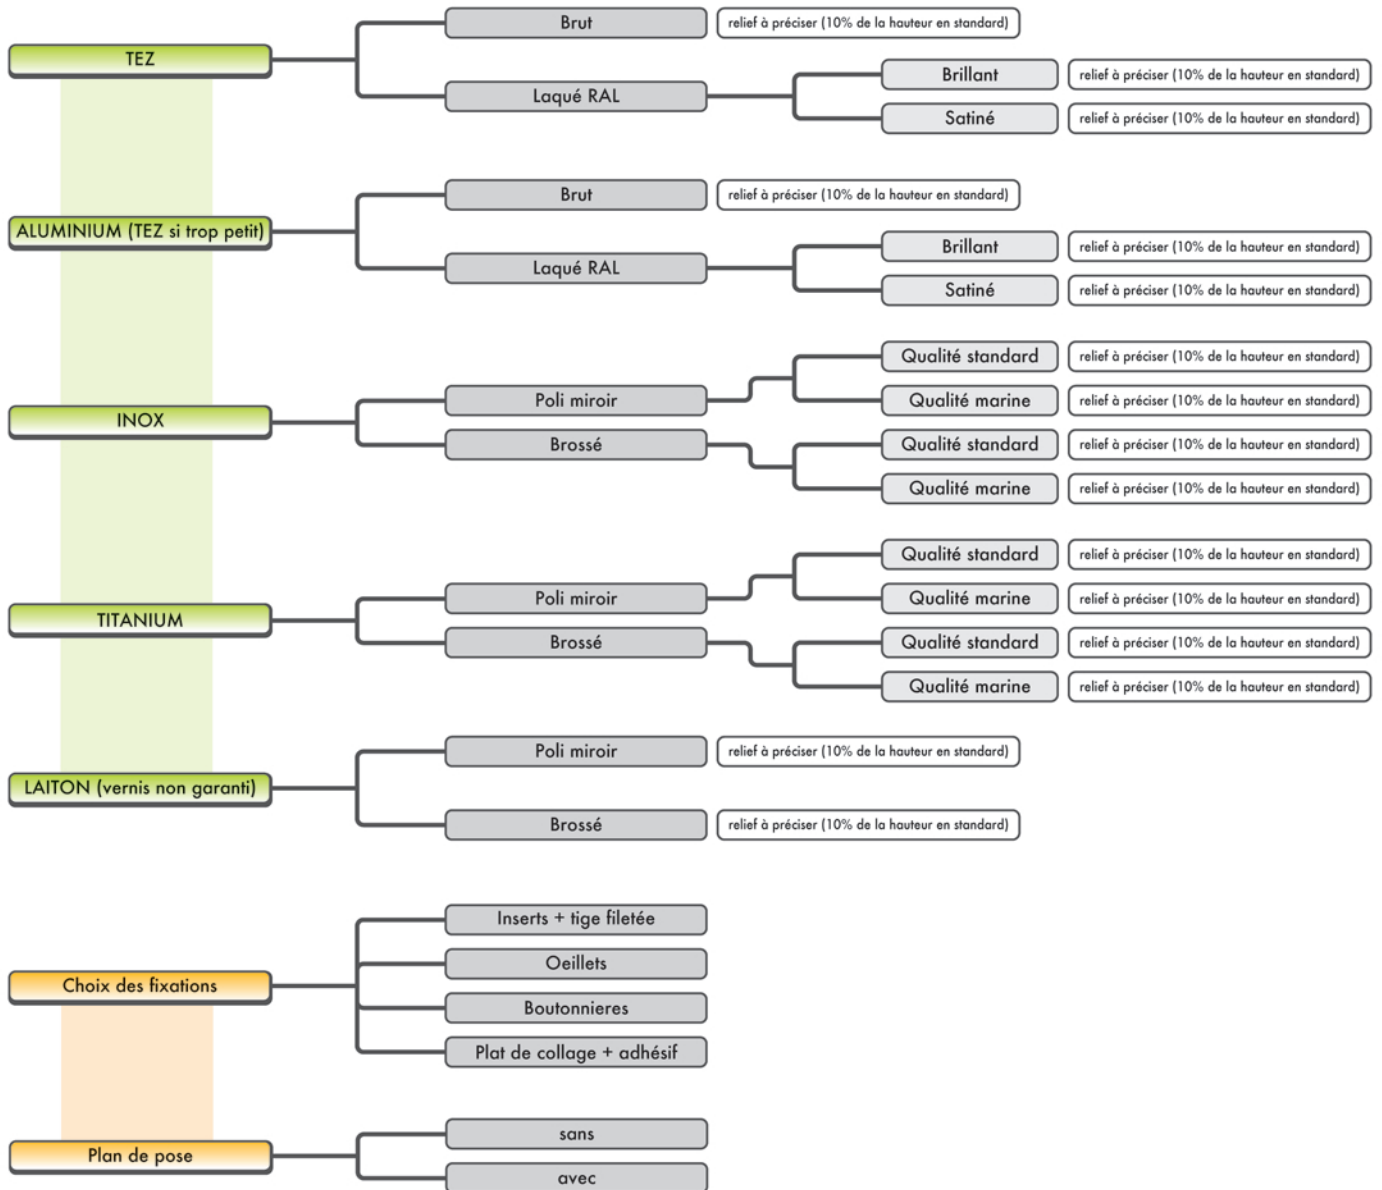 Brut
relief à préciser (10% de la hauteur en standard)
TEZ
Brillant
relief à préciser (10% de la hauteur en standard)
Laqué RAL
Satiné
relief à préciser (10% de la hauteur en standard)
Brut
relief à préciser (10% de la hauteur en standard)
ALUMINIUM (TEZ si trop petit)
Brillant
relief à préciser (10% de la hauteur en standard)
Laqué RAL
Satiné
relief à préciser (10% de la hauteur en standard)
Qualité standard
relief à préciser (10% de la hauteur en standard)
Poli miroir
Qualité marine
relief à préciser (10% de la hauteur en standard)
INOX
Brossé
Qualité standard
relief à préciser (10% de la hauteur en standard)
Qualité marine
relief à préciser (10% de la hauteur en standard)
Qualité standard
relief à préciser (10% de la hauteur en standard)
Poli miroir
Qualité marine
relief à préciser (10% de la hauteur en standard)
TITANIUM
Brossé
Qualité standard
relief à préciser (10% de la hauteur en standard)
Qualité marine
relief à préciser (10% de la hauteur en standard)
Poli miroir
relief à préciser (10% de la hauteur en standard)
LAITON (vernis non garanti)
Brossé
relief à préciser (10% de la hauteur en standard)
Inserts + tige filetée
Oeillets
Choix des fixations
Boutonnieres
Plat de collage + adhésif
sans
Plan de pose
avec